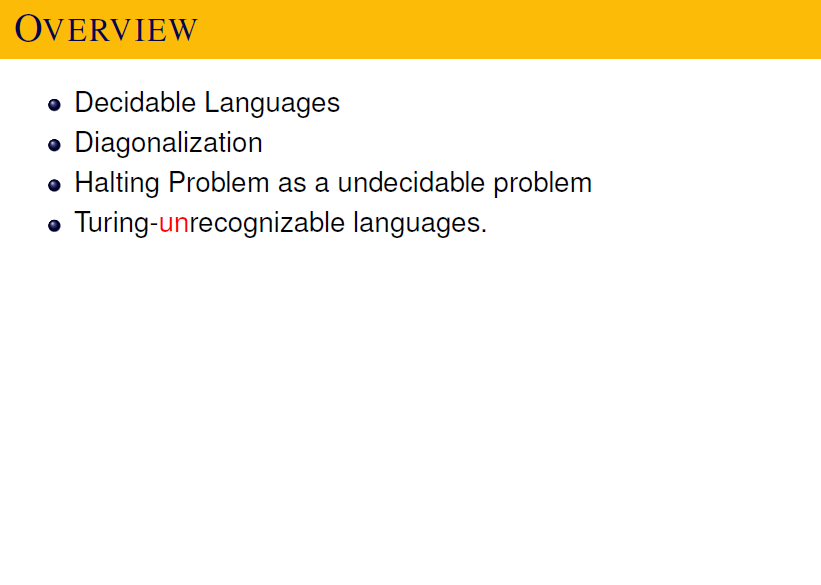 OVERVIEW
Decidable Languages
Diagonalization
Halting Problem as a undecidable problem
Turing-unrecognizable languages.